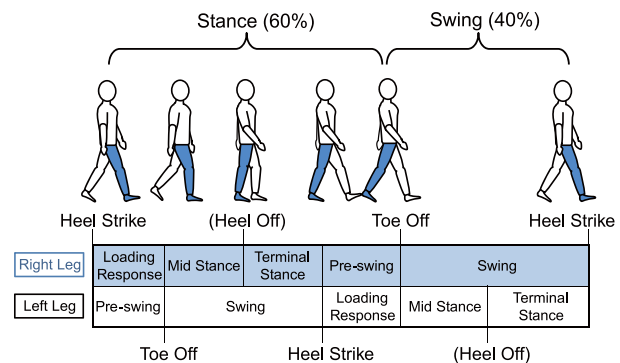 Stance (60%)
Swing (40%)
Heel Strike
(Heel Off)
Toe Off
Heel Strike
Right Leg
Loading
Response
Mid Stance
Terminal
Stance
Pre-swing
Swing
Left Leg
Pre-swing
Swing
Loading
Response
Mid Stance
Terminal
Stance
Toe Off
Heel Strike
(Heel Off)